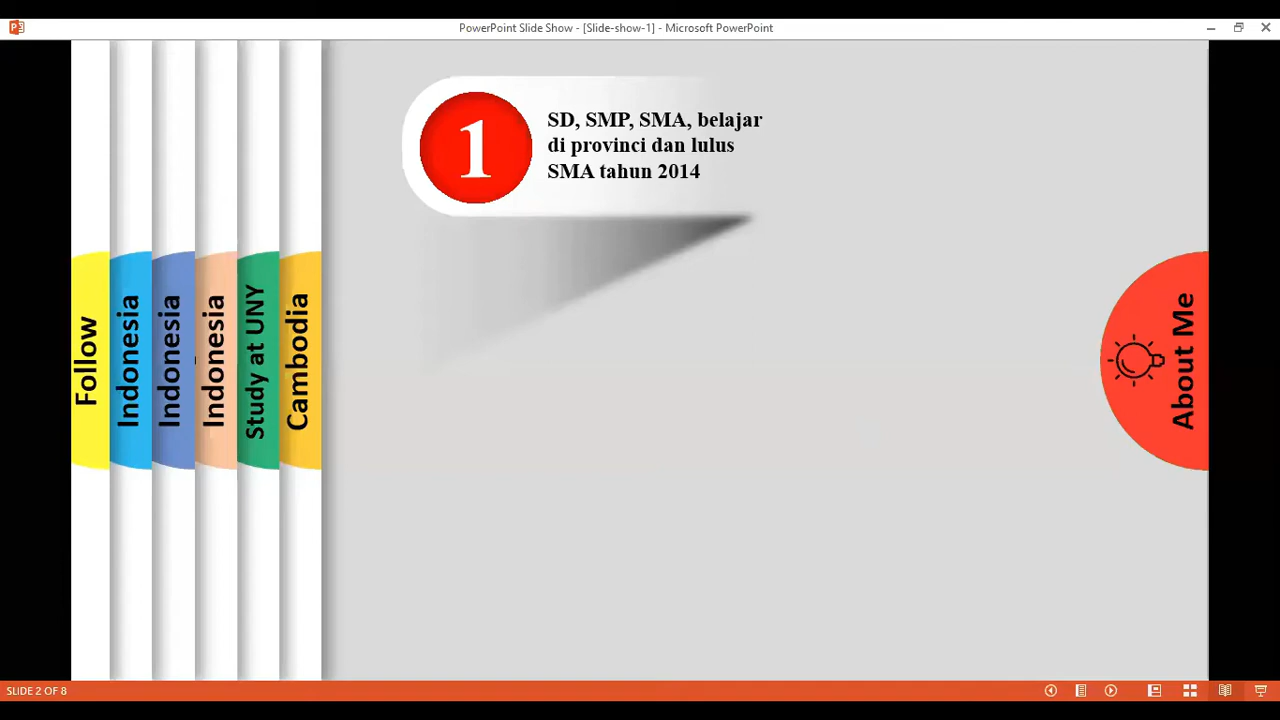 PowerPoint Slide Show - [Slide-show-1] - Microsoft PowerPoint
1
SD, SMP, SMA, belajar
di provinci dan lulus
SMA tahun 2014
Follow
Indonesia
Indonesia
Indonesia
Study at UNY
Cambodia
About Me
SLIDE 2 OF 8